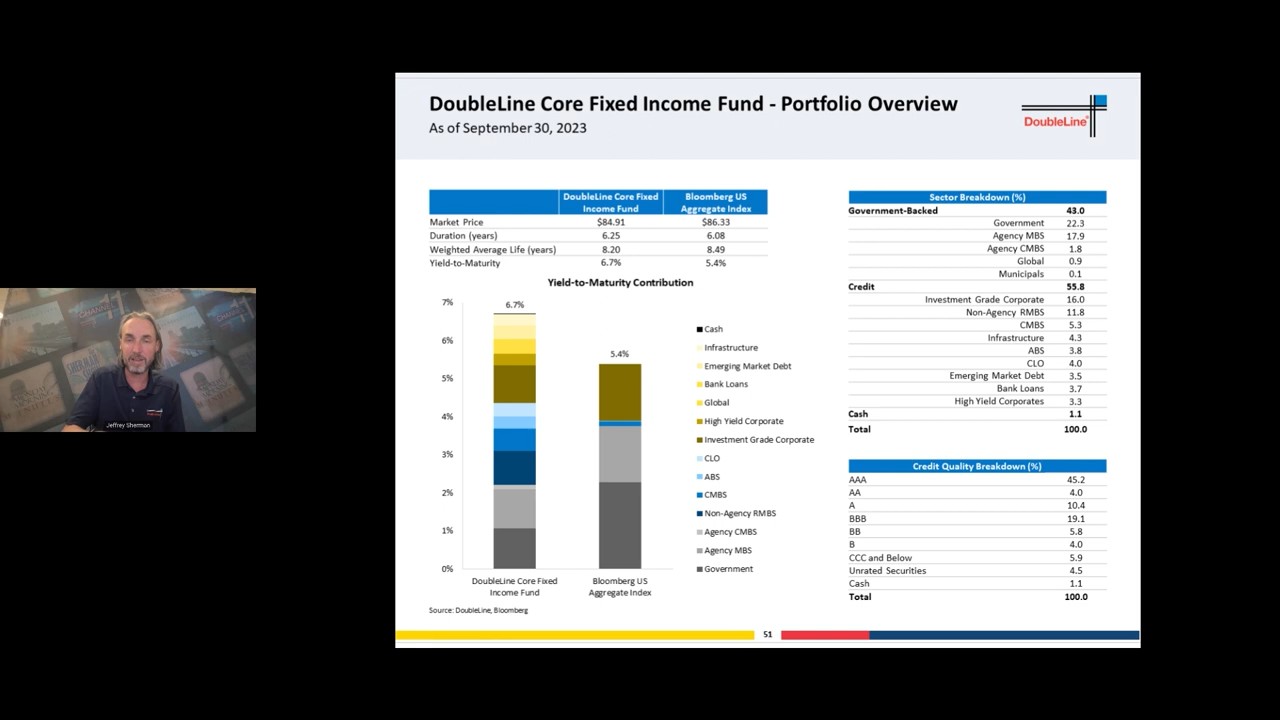 DoubleLine Core Fixed Income Fund - Portfolio Overview
As of September 30, 2023
DoubleLine®
DoubleLine Core Fixed Income Fund Bloomberg US Aggregate Index
Market Price $84.91 $86.33
Duration (years) 6.25 6.08
Weighted Average Life (years) 8.20 8.49
Yield-to-Maturity 6.7% 5.4%
Yield-to-Maturity Contribution
7%
6%
5%
4%
3%
2%
1%
0%
6.7%
5.4%
DoubleLine Core Fixed
Income Fund
Bloomberg US
Aggregate Index
Cash
Infrastructure
Emerging Market Debt
Bank Loans
Global
High Yield Corporate
Investment Grade Corporate
CLO
ABS
CMBS
Non-Agency RMBS
Agency CMBS
Agency MBS
Government
Source: DoubleLine, Bloomberg
Sector Breakdown (%)
Government-Backed 43.0
Government 22.3
Agency MBS 17.9
Agency CMBS 1.8
Global 0.9
Municipals 0.1
Credit 55.8
Investment Grade Corporate 16.0
Non-Agency RMBS 11.8
CMBS 5.3
Infrastructure 4.3
ABS 3.8
CLO 4.0
Emerging Market Debt 3.5
Bank Loans 3.7
High Yield Corporates 3.3
Cash 1.1
Total 100.0
Credit Quality Breakdown (%)
AAA 45.2
AA 4.0
A 10.4
BBB 19.1
BB 5.8
B 4.0
CCC and Below 5.9
Unrated Securities 4.5
Cash 1.1
Total 100.0
51
Jeffrey Sherman